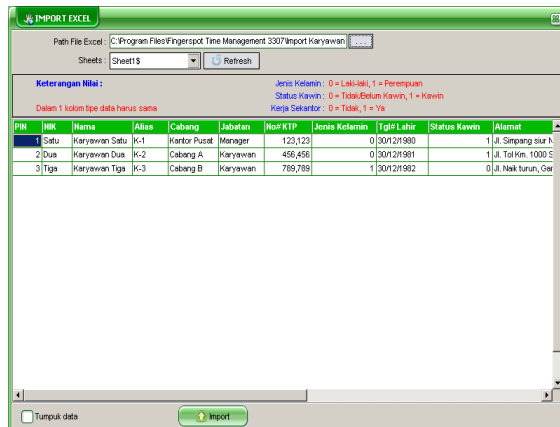 IMPORT EXCEL
Path File Excel : C:\Program Files\Fingerspot Time Management 3307\Import Karyawan ...
Sheets : Sheet1$ Refresh
Keterangan Nilai :
Jenis Kelamin : 0 = Laki-laki, 1 = Perempuan
Status Kawin : 0 = Tidak/Belum Kawin, 1 = Kawin
Dalam 1 kolom tipe data harus sama
Kerja Sekantor : 0 = Tidak, 1 = Ya
PIN NIK Nama Alias Cabang Jabatan No# KTP Jenis Kelamin Tgl# Lahir Status Kawin Alamat
1 Satu Karyawan Satu K-1 Kantor Pusat Manager 123,123 0 30/12/1980 1 Jl. Simpang siur N
2 Dua Karyawan Dua K-2 Cabang A Karyawan 456,456 0 30/12/1981 1 Jl. Tol Km. 1000 S
3 Tiga Karyawan Tiga K-3 Cabang B Karyawan 789,789 1 30/12/1982 0 Jl. Naik turun, Gan
Tumpuk data Import